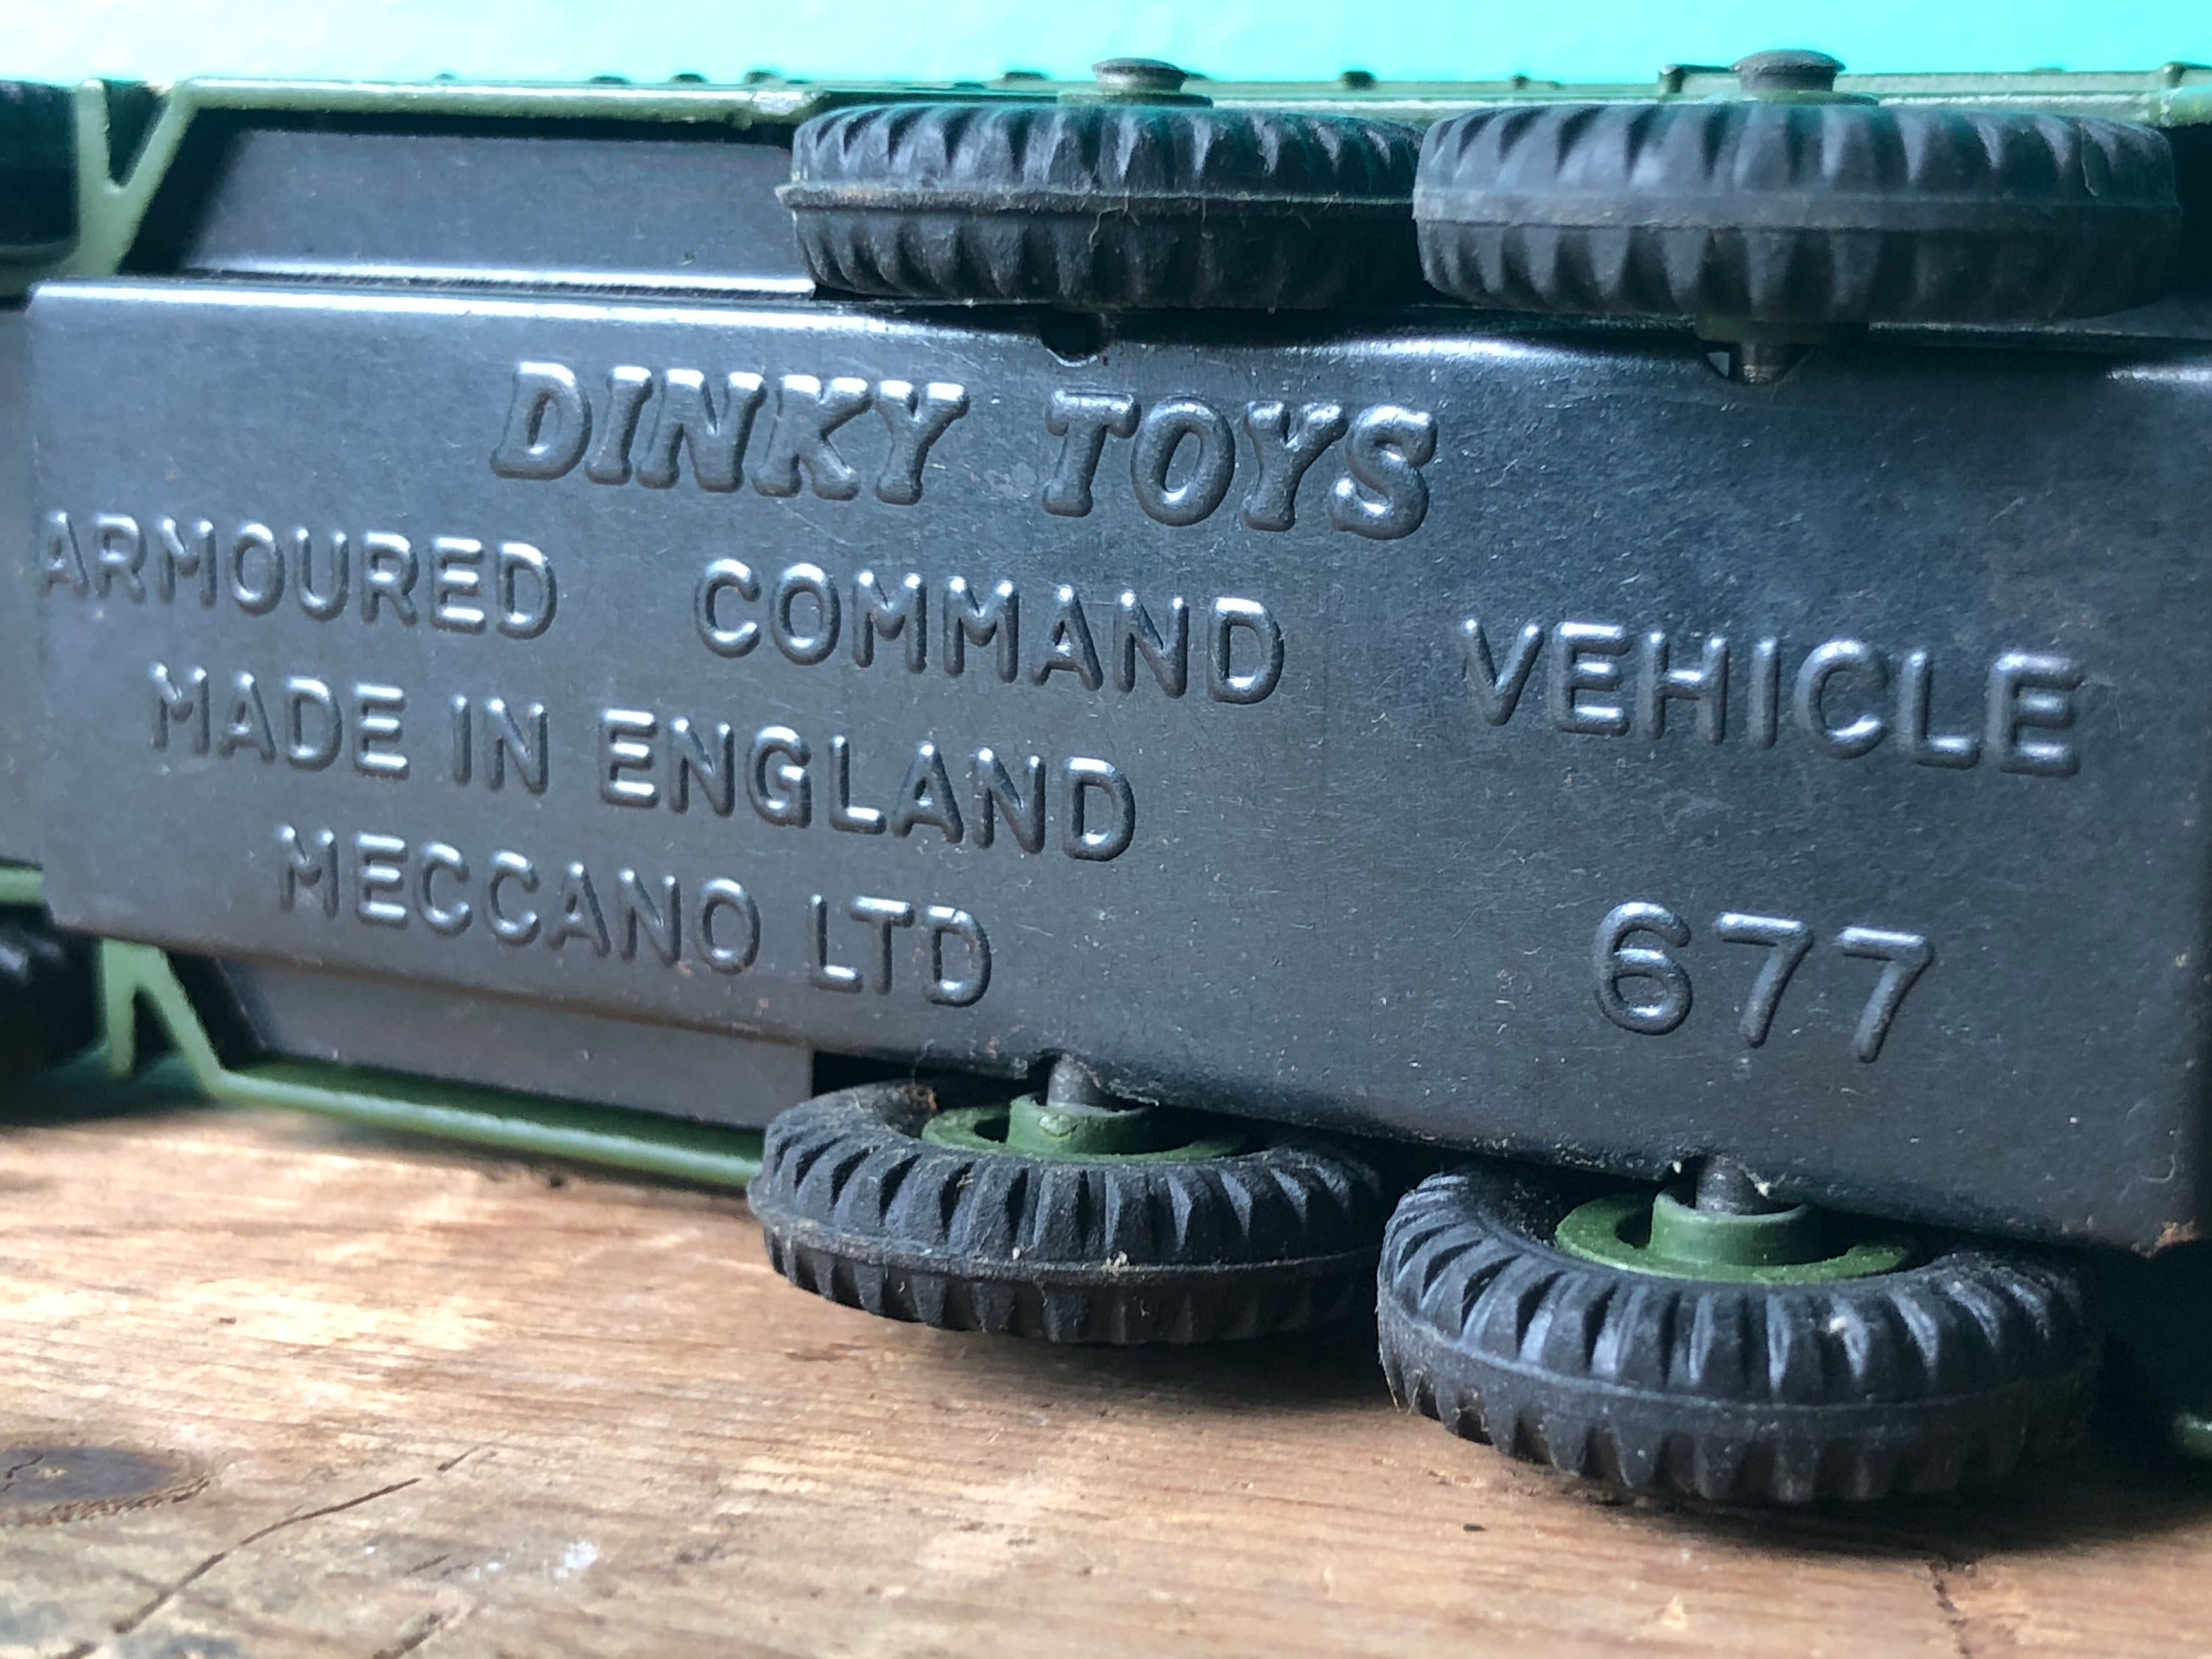 DINKY TOYS
ARMOURED COMMAND VEHICLE
MADE IN ENGLAND
MECCANO LTD
677